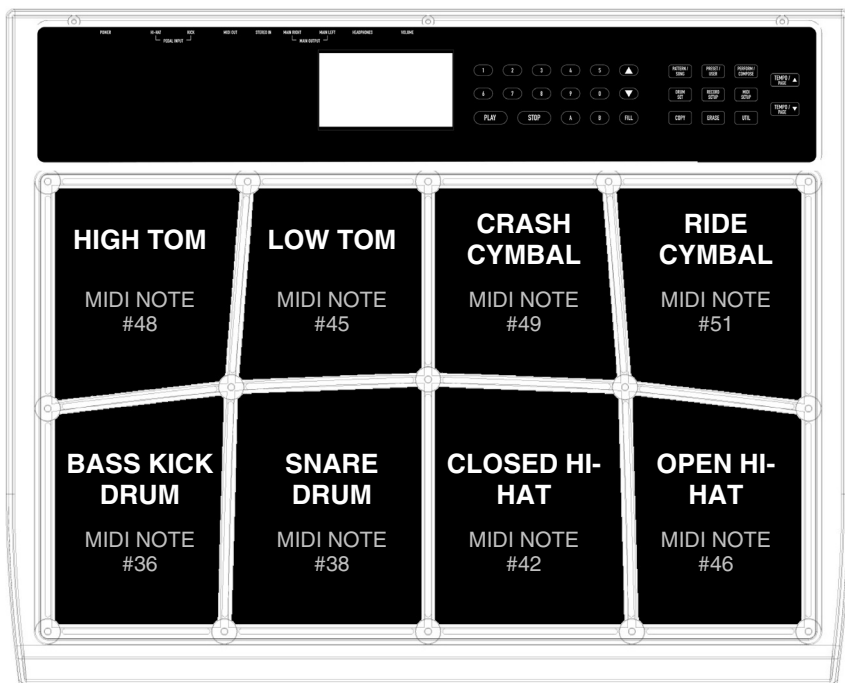 POWER HI-HAT KICK MIDI OUT STEREO IN MAIN RIGHT MAIN LEFT HEADPHONES VOLUME
PEDAL INPUT MAIN OUTPUT
1 2 3 4 5 PATTERN / SONG PRESET / USER PERFORM / COMPOSE
TEMPO / PAGE
6 7 8 9 0 DRUM SET RECORD SETUP MIDI SETUP
TEMPO / PAGE
PLAY STOP A B FILL COPY ERASE UTIL
HIGH TOM
MIDI NOTE
#48
LOW TOM
MIDI NOTE
#45
CRASH
CYMBAL
MIDI NOTE
#49
RIDE
CYMBAL
MIDI NOTE
#51
BASS KICK
DRUM
MIDI NOTE
#36
SNARE
DRUM
MIDI NOTE
#38
CLOSED HI-
HAT
MIDI NOTE
#42
OPEN HI-
HAT
MIDI NOTE
#46